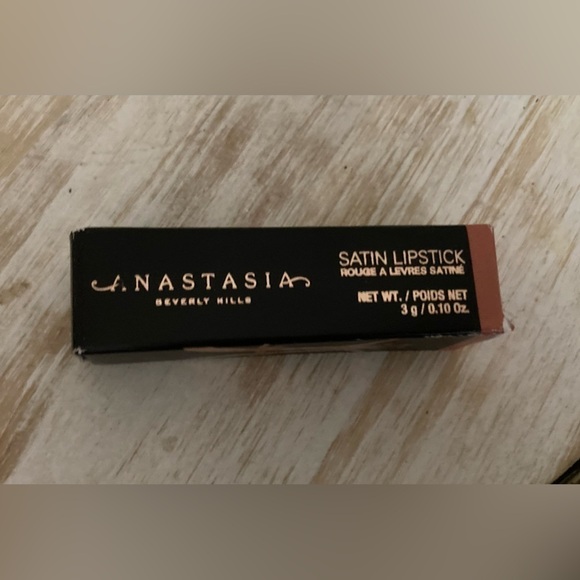 ANASTASIA
BEVERLY HILLS
SATIN LIPSTICK
ROUGE A LEVRES SATINÉ
NET WT. / POIDS NET
3 g / 0.10 Oz.